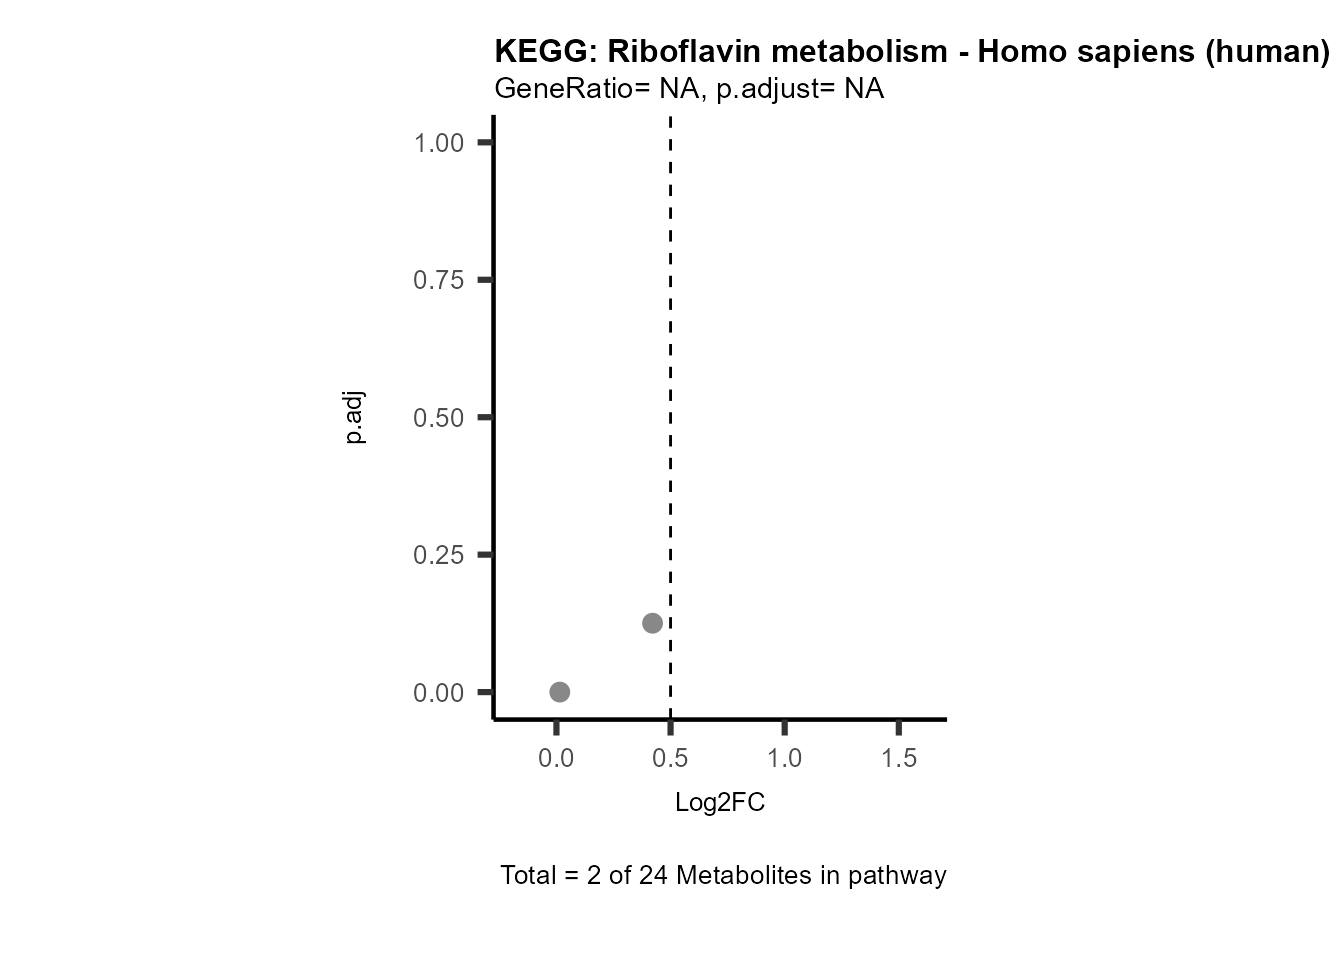 KEGG: Riboflavin metabolism - Homo sapiens (human)
GeneRatio= NA, p.adjust= NA
1.00
0.75
0.50
0.25
0.00
p.adj
0.0 0.5 1.0 1.5
Log2FC
Total = 2 of 24 Metabolites in pathway